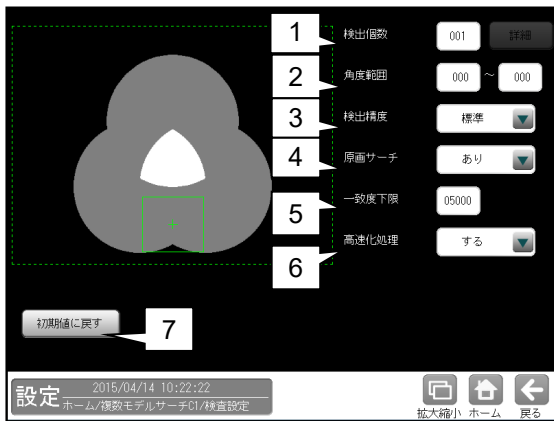 1 検出個数 001 詳細
2 角度範囲 000 ~ 000
3 検出精度 標準
4 原画サーチ あり
5 一致度下限 05000
6 高速化処理 する
初期値に戻す 7
設定 2015/04/14 10:22:22
ホーム/複数モデルサーチC1/検査設定
拡大縮小 ホーム 戻る